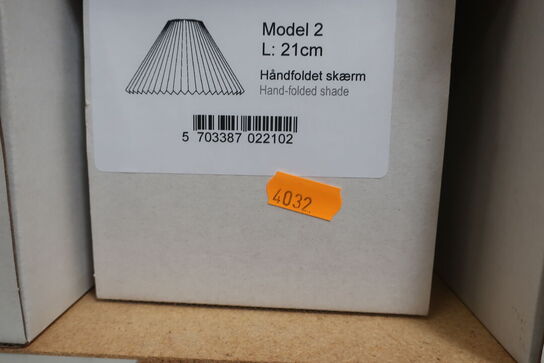 Model 2
L: 21cm
Håndfoldet skærm
Hand-folded shade
5 703387 022102
4032